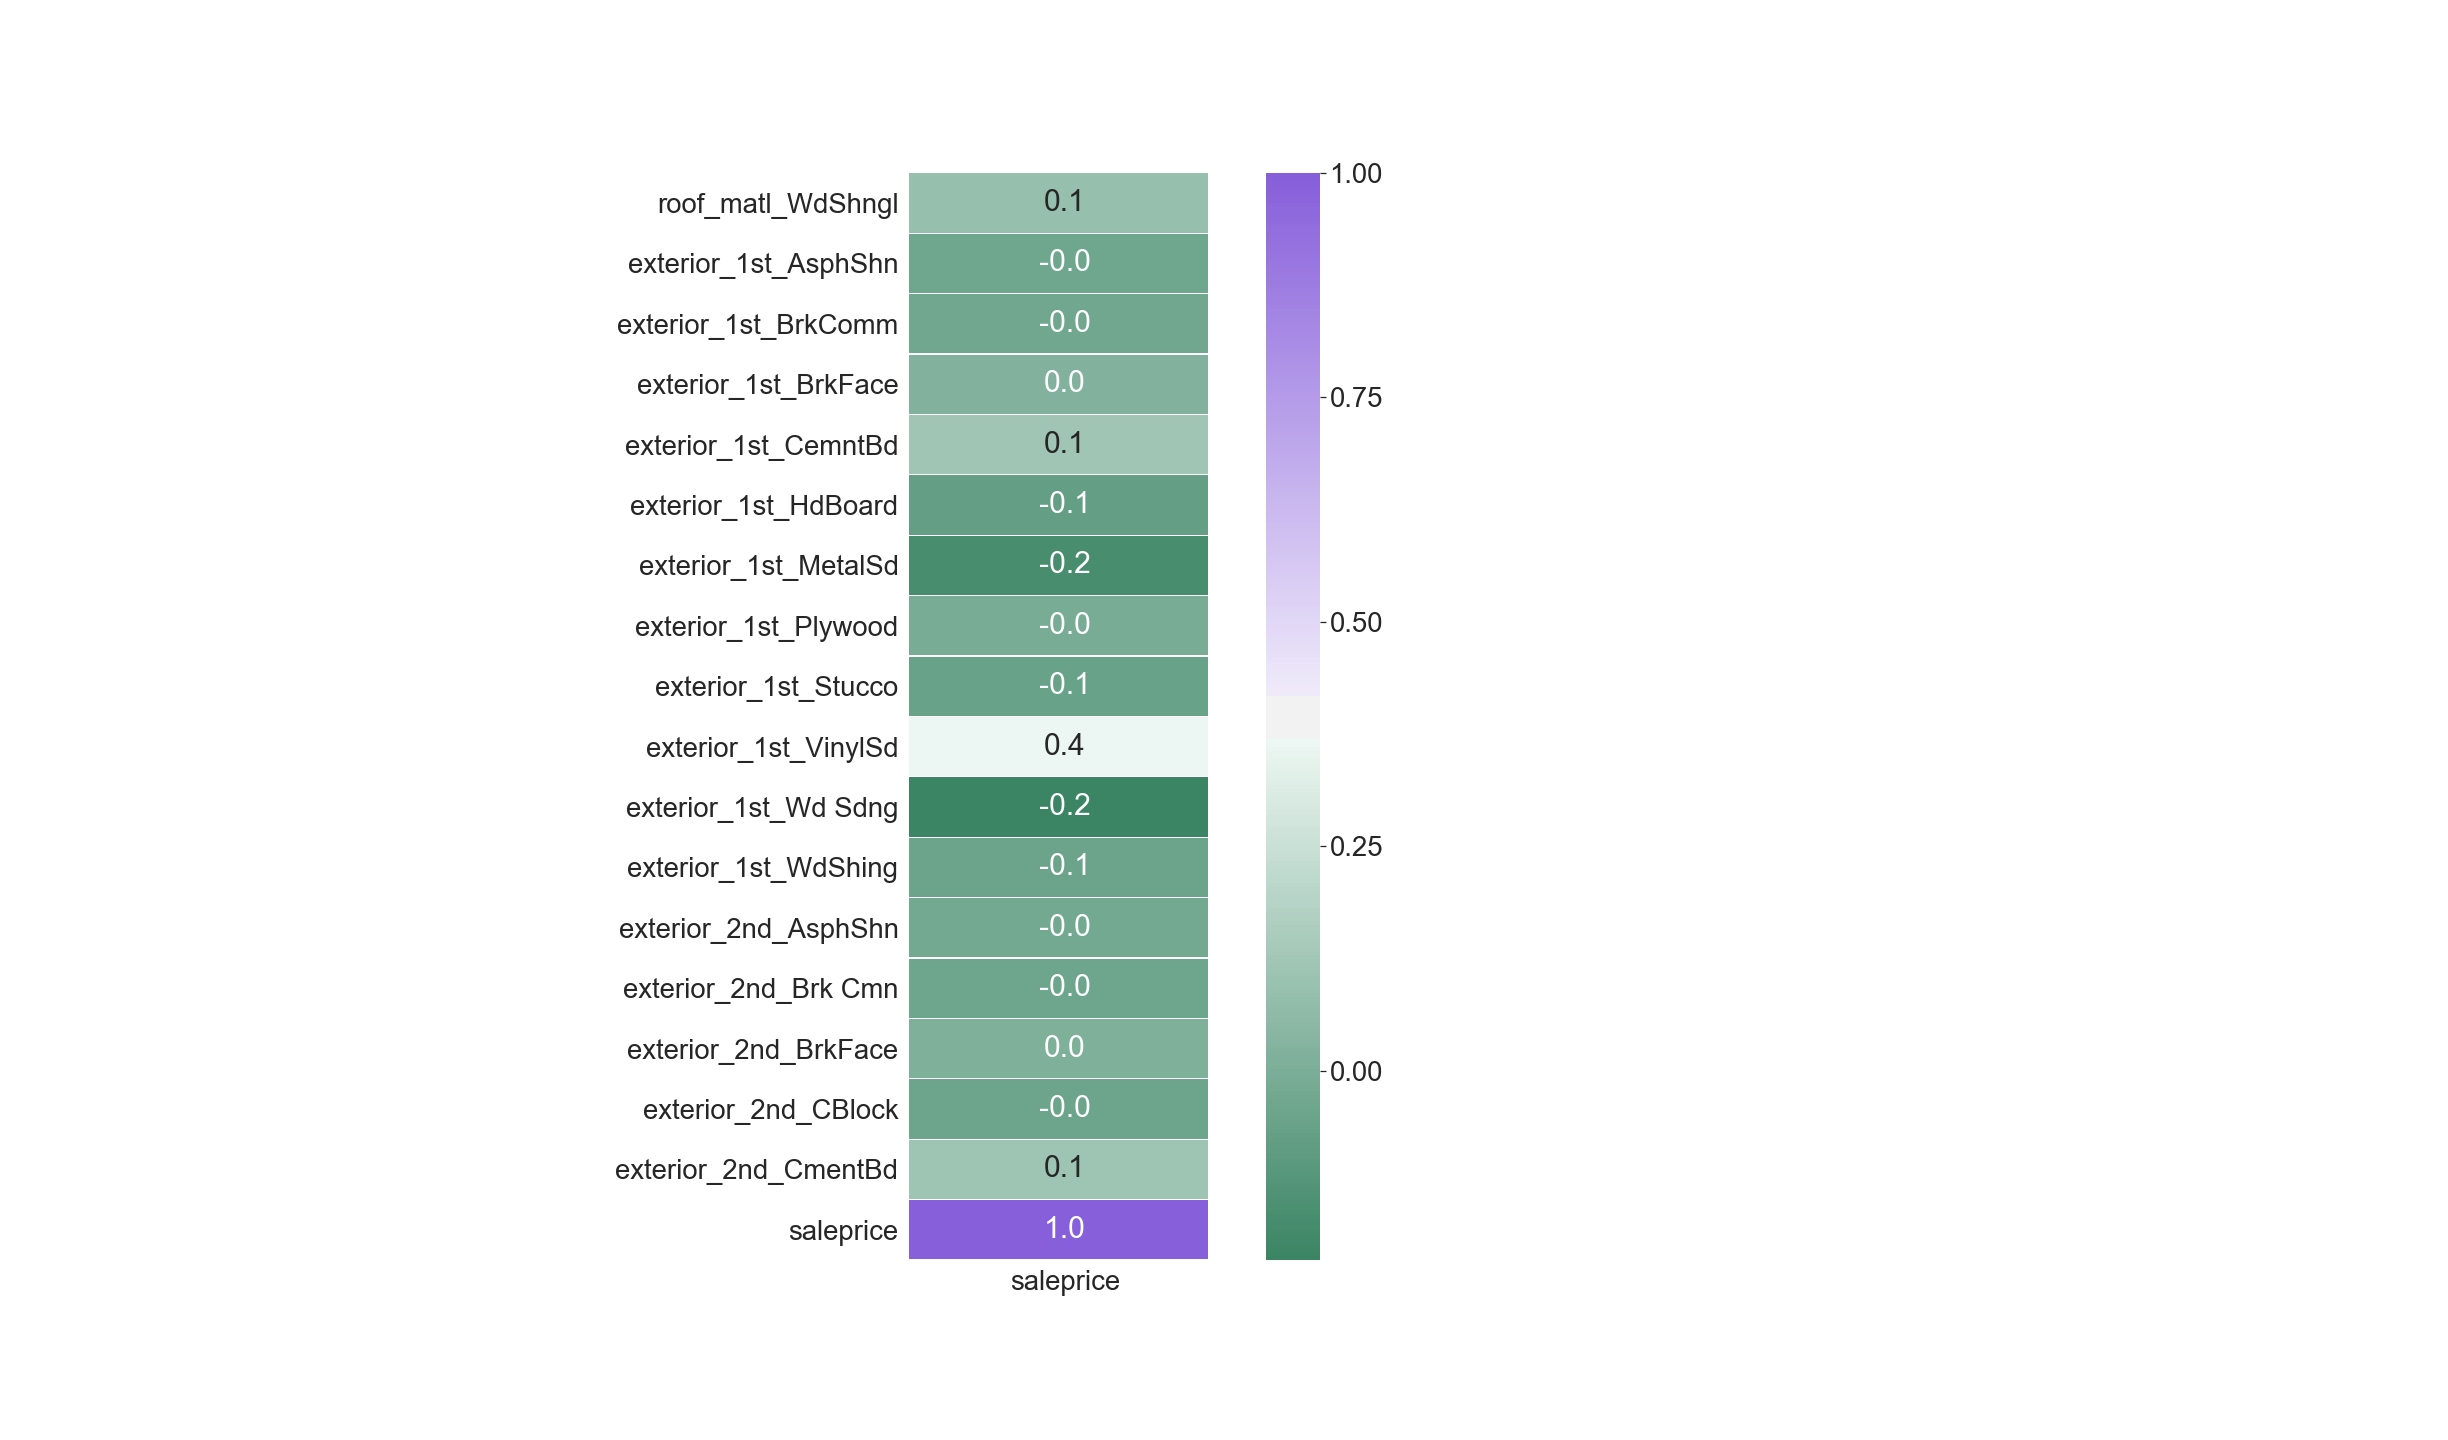 roof_matl_WdShngl 0.1
exterior_1st_AsphShn -0.0
exterior_1st_BrkComm -0.0
exterior_1st_BrkFace 0.0
exterior_1st_CemntBd 0.1
exterior_1st_HdBoard -0.1
exterior_1st_MetalSd -0.2
exterior_1st_Plywood -0.0
exterior_1st_Stucco -0.1
exterior_1st_VinylSd 0.4
exterior_1st_Wd Sdng -0.2
exterior_1st_WdShing -0.1
exterior_2nd_AsphShn -0.0
exterior_2nd_Brk Cmn -0.0
exterior_2nd_BrkFace 0.0
exterior_2nd_CBlock -0.0
exterior_2nd_CmentBd 0.1
saleprice 1.0
saleprice
1.00
0.75
0.50
0.25
0.00